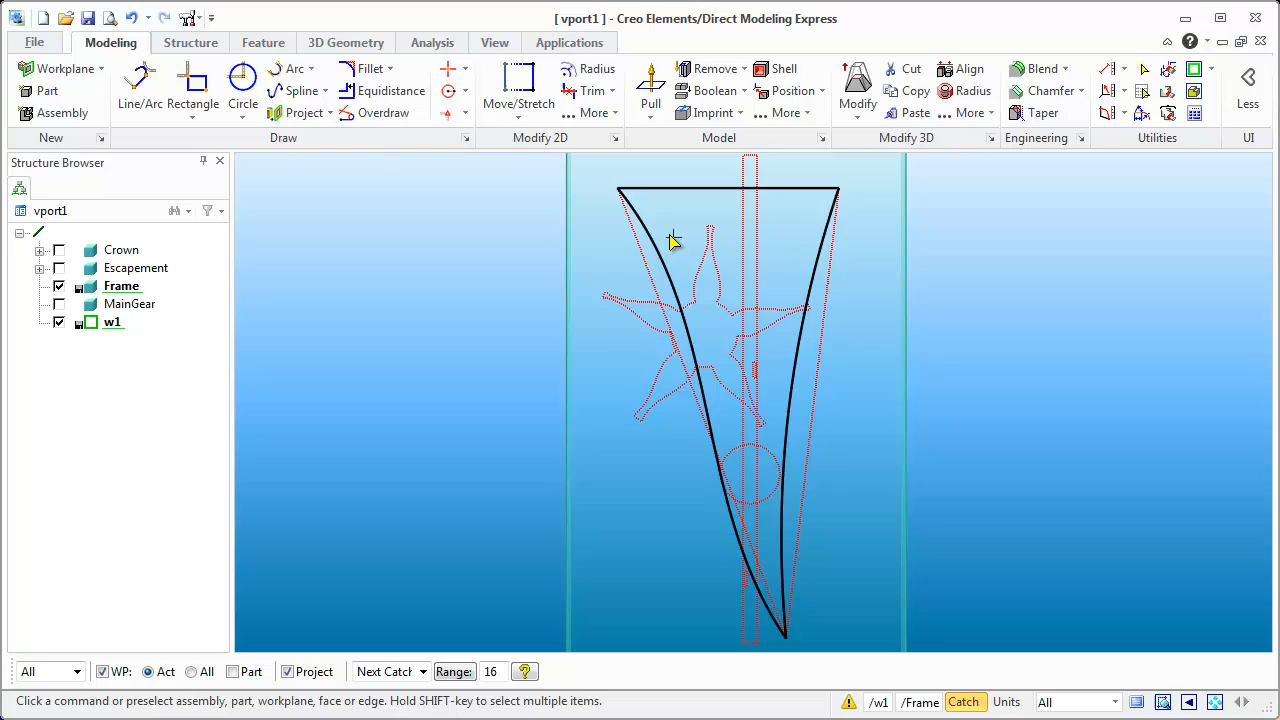 [ vport1 ] - Creo Elements/Direct Modeling Express
File Modeling Structure Feature 3D Geometry Analysis View Applications
Workplane Line/Arc Rectangle Circle Arc Fillet Move/Stretch Radius Pull Remove Shell Modify Cut Align Blend Less
Part Spline Equidistance Trim Boolean Position Copy Radius Chamfer
Assembly Project Overdraw ... More Imprint ... More Paste ... More Taper
New Draw Modify 2D Model Modify 3D Engineering Utilities UI
Structure Browser
vport1
Crown
Escapement
Frame
MainGear
w1
All WP: Act All Part Project Next Catch Range: 16
Click a command or preselect assembly, part, workplane, face or edge. Hold SHIFT-key to select multiple items. /w1 /Frame Catch Units All